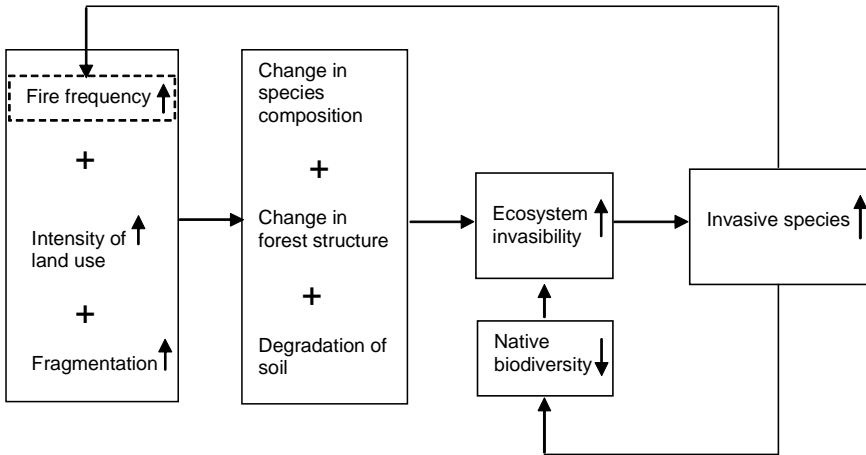 Fire frequency
+
Intensity of
land use
+
Fragmentation
Change in
species
composition
+
Change in
forest structure
+
Degradation of
soil
Ecosystem
invasibility
Native
biodiversity
Invasive species